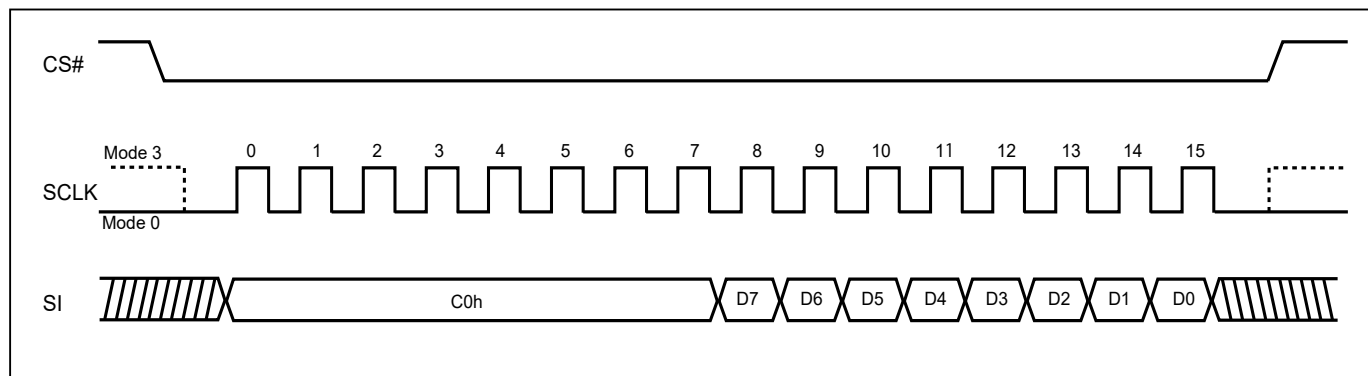 CS#
Mode 3
0 1 2 3 4 5 6 7 8 9 10 11 12 13 14 15
SCLK
Mode 0
SI
C0h D7 D6 D5 D4 D3 D2 D1 D0